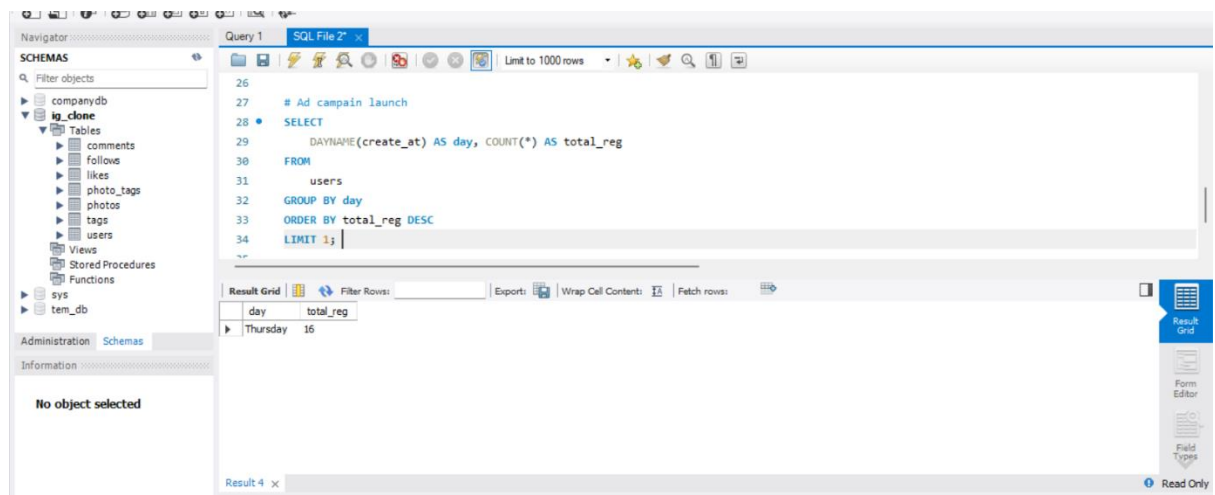 Navigator
SCHEMAS
Filter objects
companydb
ig_clone
Tables
comments
follows
likes
photo_tags
photos
tags
users
Views
Stored Procedures
Functions
sys
tem_db
Administration Schemas
Information
No object selected
Query 1 SQL File 2* ×
Limit to 1000 rows
26
27 # Ad campain launch
28 SELECT
29 DAYNAME(create_at) AS day, COUNT(*) AS total_reg
30 FROM
31 users
32 GROUP BY day
33 ORDER BY total_reg DESC
34 LIMIT 1;
Result Grid Filter Rows: Export: Wrap Cell Content: Fetch rows:
day total_reg
Thursday 16
Result Grid
Form Editor
Field Types
Result 4 ×
Read Only